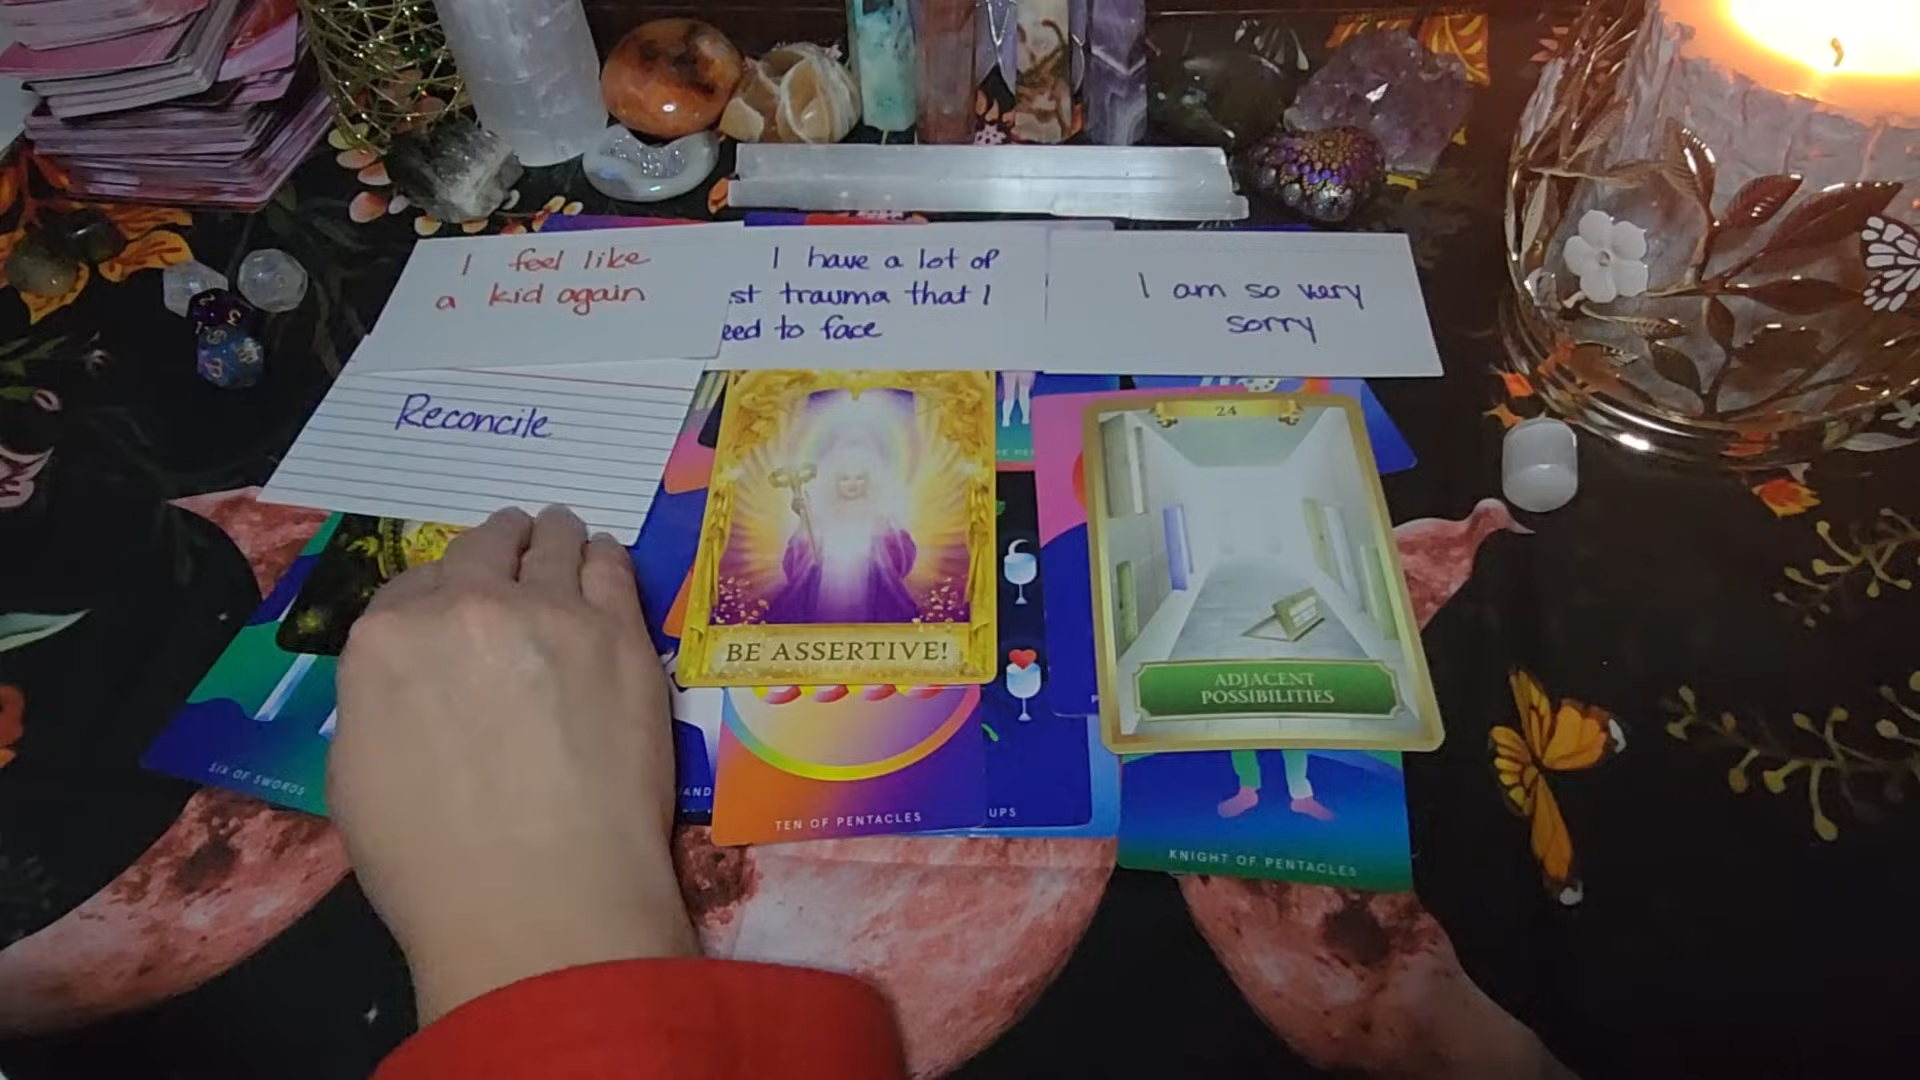 I feel like
a kid again
I have a lot of
st trauma that I
eed to face
I am so very
sorry
Reconcile
24
BE ASSERTIVE!
ADJACENT
POSSIBILITIES
SIX OF SWORDS
AND
TEN OF PENTACLES
UPS
KNIGHT OF PENTACLES